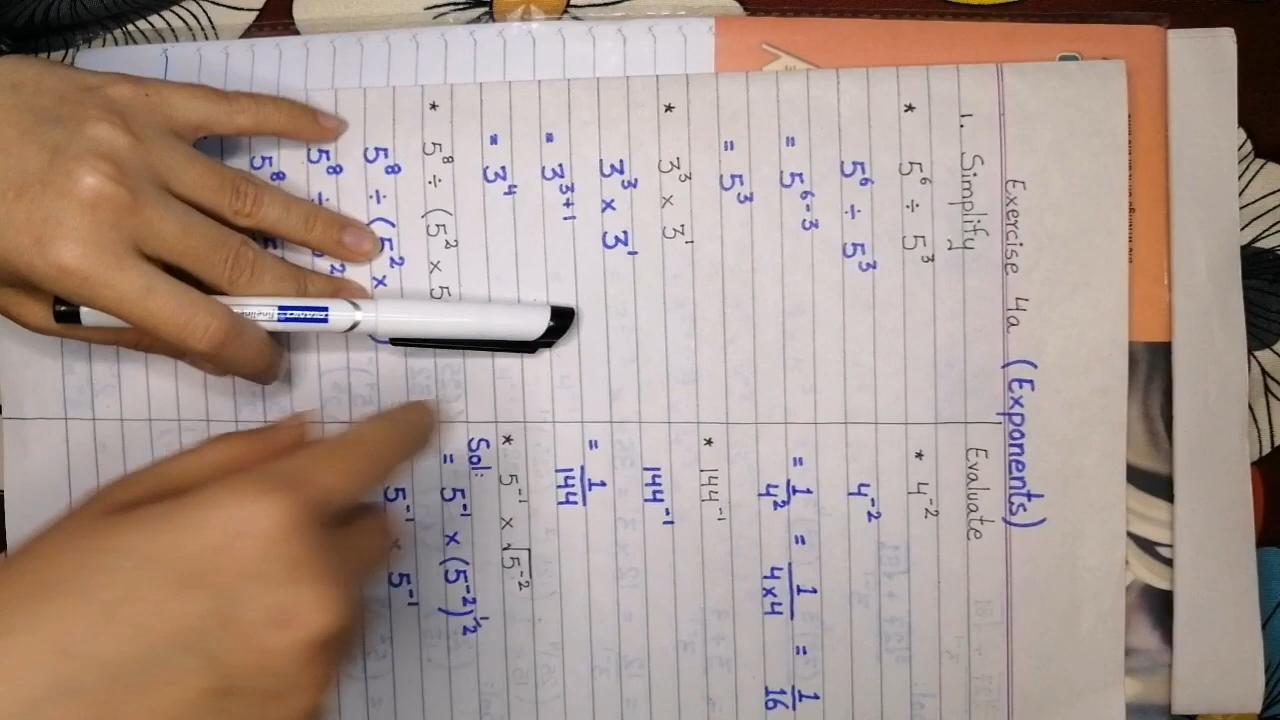 Exercise 4a (Exponents)
1. Simplify
* 5⁶ ÷ 5³
5⁶ ÷ 5³
= 5⁶⁻³
= 5³
* 3³ × 3¹
3³ × 3¹
= 3³⁺¹
= 3⁴
* 5⁸ ÷ (5² × 5
5⁸ ÷ (5² ×
5⁸ ÷
5⁸
Evaluate
* 4⁻²
4⁻²
= 1/4² = 1/4×4 = 1/16
* 144⁻¹
144⁻¹
= 1/144
* 5⁻¹ × √5⁻²
Sol:
= 5⁻¹ × (5⁻²)^1/2
5⁻¹ × 5⁻¹